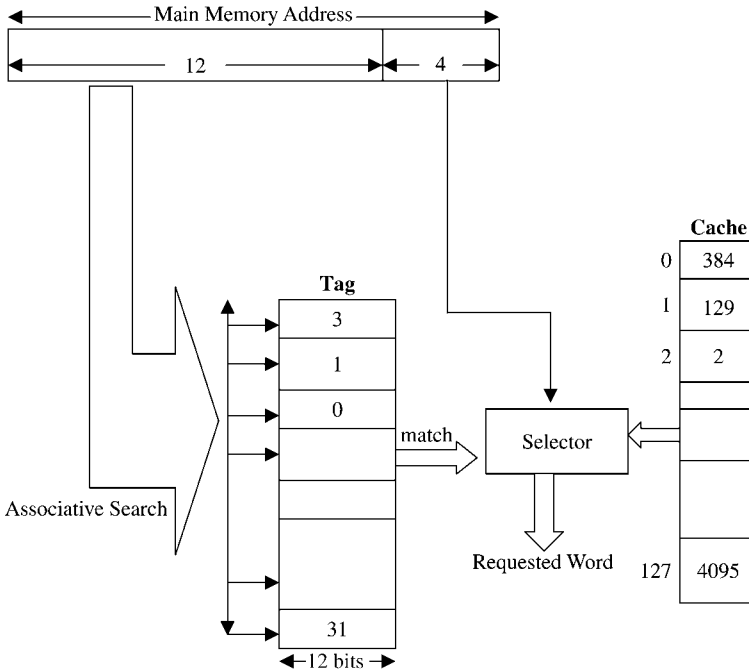 Main Memory Address
12
4
Cache
0 384
1 129
2 2
Tag
3
1
0
match
Selector
Associative Search
Requested Word
127 4095
31
12 bits